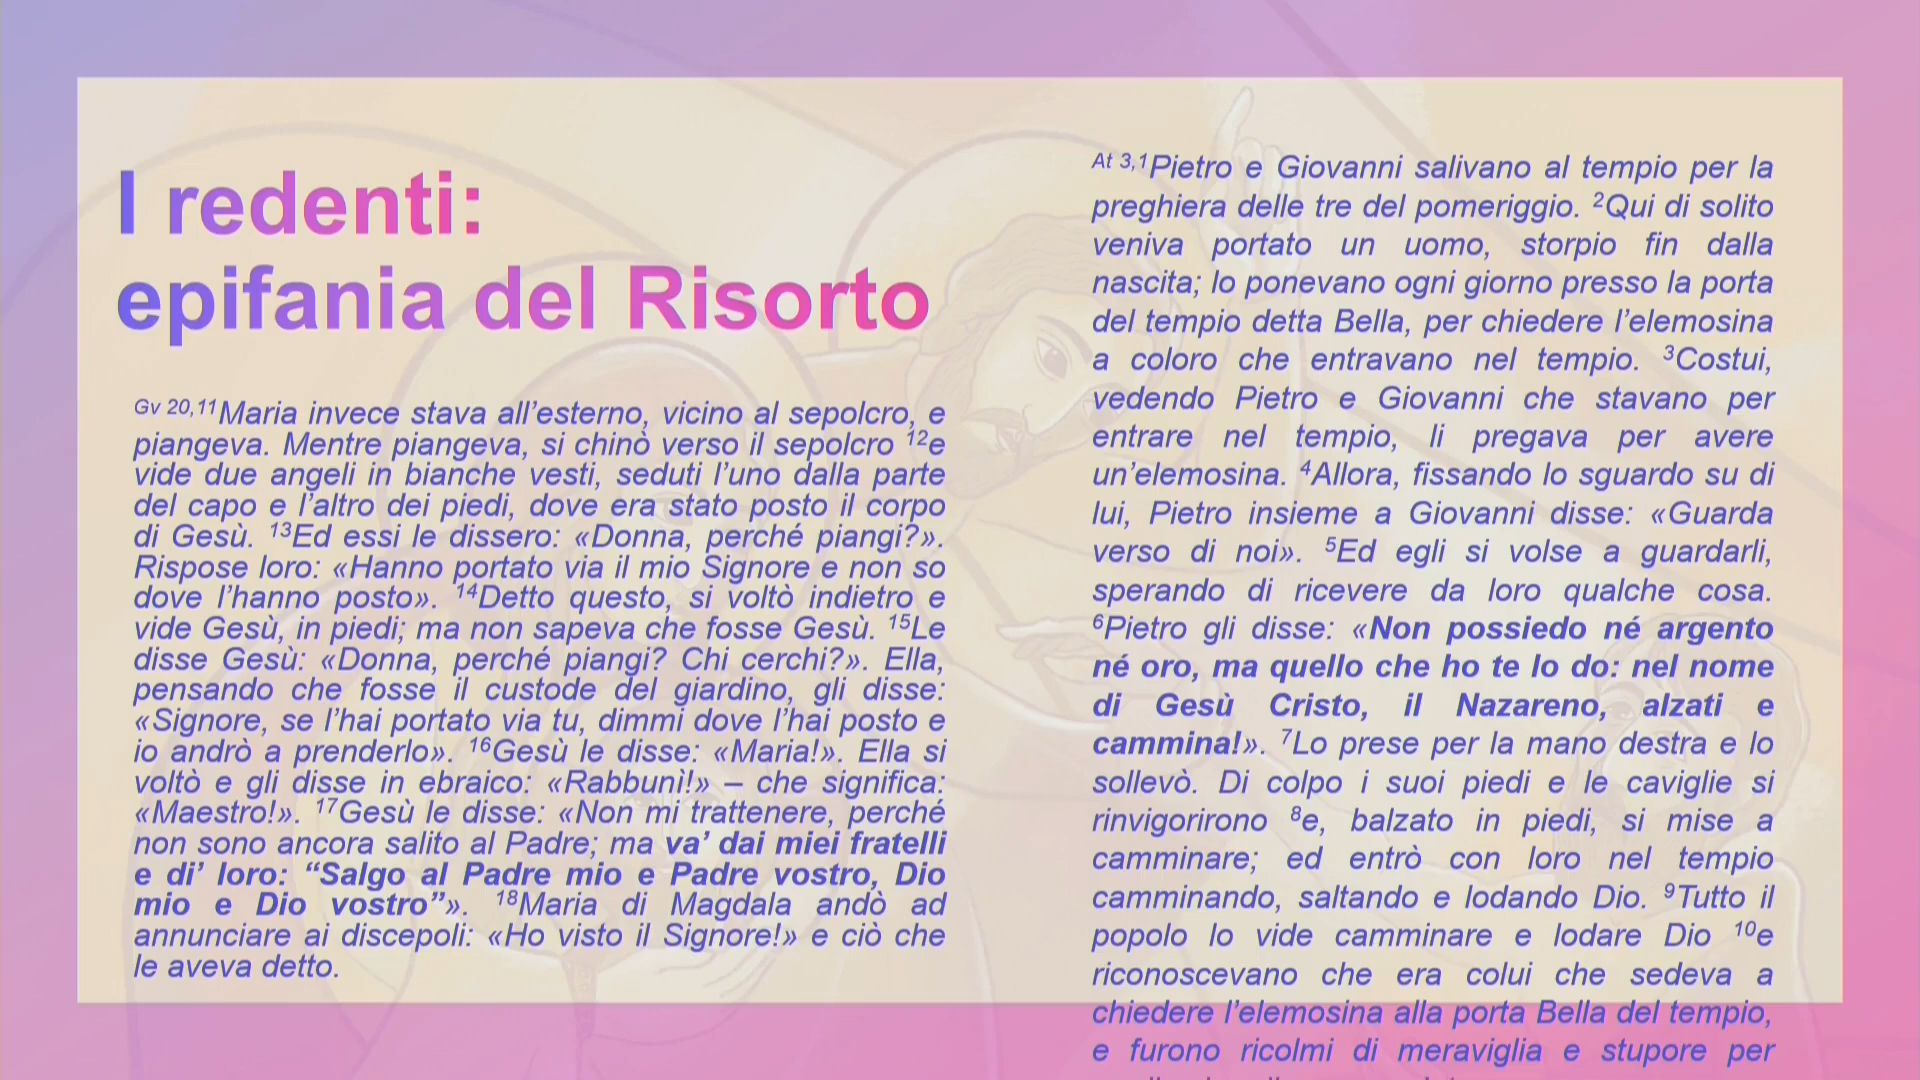 I redenti:
epifania del Risorto
Gv 20,11Maria invece stava all’esterno, vicino al sepolcro, e
piangeva. Mentre piangeva, si chinò verso il sepolcro 12e
vide due angeli in bianche vesti, seduti l’uno dalla parte
del capo e l’altro dei piedi, dove era stato posto il corpo
di Gesù. 13Ed essi le dissero: «Donna, perché piangi?».
Rispose loro: «Hanno portato via il mio Signore e non so
dove l’hanno posto». 14Detto questo, si voltò indietro e
vide Gesù, in piedi; ma non sapeva che fosse Gesù. 15Le
disse Gesù: «Donna, perché piangi? Chi cerchi?». Ella,
pensando che fosse il custode del giardino, gli disse:
«Signore, se l’hai portato via tu, dimmi dove l’hai posto e
io andrò a prenderlo». 16Gesù le disse: «Maria!». Ella si
voltò e gli disse in ebraico: «Rabbunì!» – che significa:
«Maestro!». 17Gesù le disse: «Non mi trattenere, perché
non sono ancora salito al Padre; ma va’ dai miei fratelli
e di’ loro: “Salgo al Padre mio e Padre vostro, Dio
mio e Dio vostro”». 18Maria di Magdala andò ad
annunciare ai discepoli: «Ho visto il Signore!» e ciò che
le aveva detto.
At 3,1Pietro e Giovanni salivano al tempio per la
preghiera delle tre del pomeriggio. 2Qui di solito
veniva portato un uomo, storpio fin dalla
nascita; lo ponevano ogni giorno presso la porta
del tempio detta Bella, per chiedere l’elemosina
a coloro che entravano nel tempio. 3Costui,
vedendo Pietro e Giovanni che stavano per
entrare nel tempio, li pregava per avere
un’elemosina. 4Allora, fissando lo sguardo su di
lui, Pietro insieme a Giovanni disse: «Guarda
verso di noi». 5Ed egli si volse a guardarli,
sperando di ricevere da loro qualche cosa.
6Pietro gli disse: «Non possiedo né argento
né oro, ma quello che ho te lo do: nel nome
di Gesù Cristo, il Nazareno, alzati e
cammina!». 7Lo prese per la mano destra e lo
sollevò. Di colpo i suoi piedi e le caviglie si
rinvigorirono 8e, balzato in piedi, si mise a
camminare; ed entrò con loro nel tempio
camminando, saltando e lodando Dio. 9Tutto il
popolo lo vide camminare e lodare Dio 10e
riconoscevano che era colui che sedeva a
chiedere l’elemosina alla porta Bella del tempio,
e furono ricolmi di meraviglia e stupore per